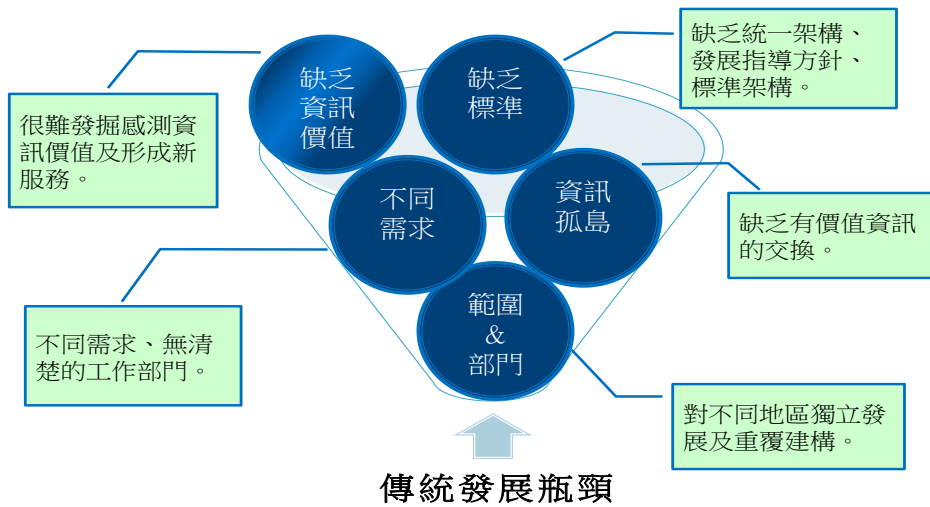 缺乏
資訊
價值
缺乏
標準
缺乏統一架構、
發展指導方針、
標準架構。
很難發掘感測資
訊價值及形成新
服務。
不同
需求
資訊
孤島
缺乏有價值資訊
的交換。
不同需求、無清
楚的工作部門。
範圍
&
部門
對不同地區獨立發
展及重覆建構。
傳統發展瓶頸